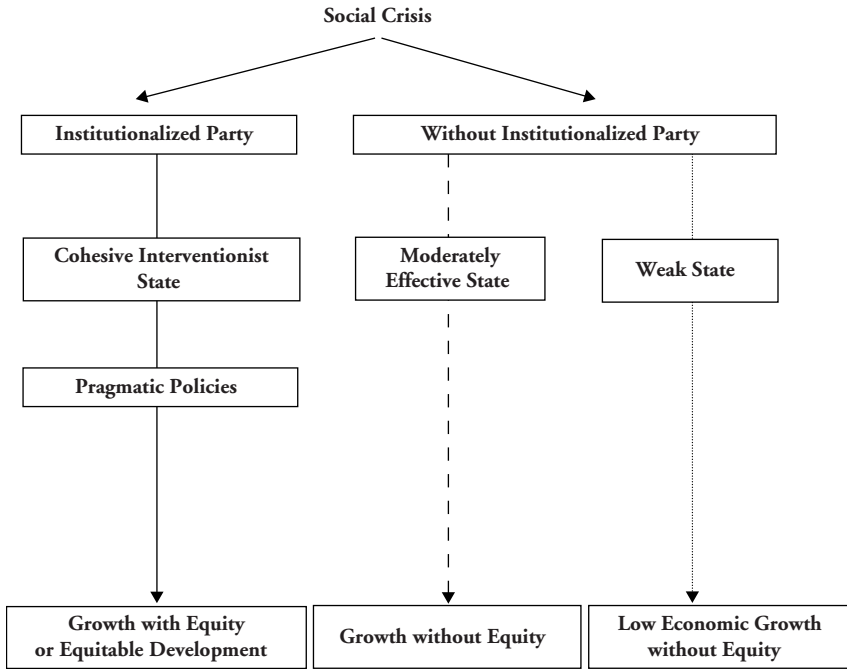 Social Crisis
Institutionalized Party
Without Institutionalized Party
Cohesive Interventionist
State
Moderately
Effective State
Weak State
Pragmatic Policies
Growth with Equity
or Equitable Development
Growth without Equity
Low Economic Growth
without Equity